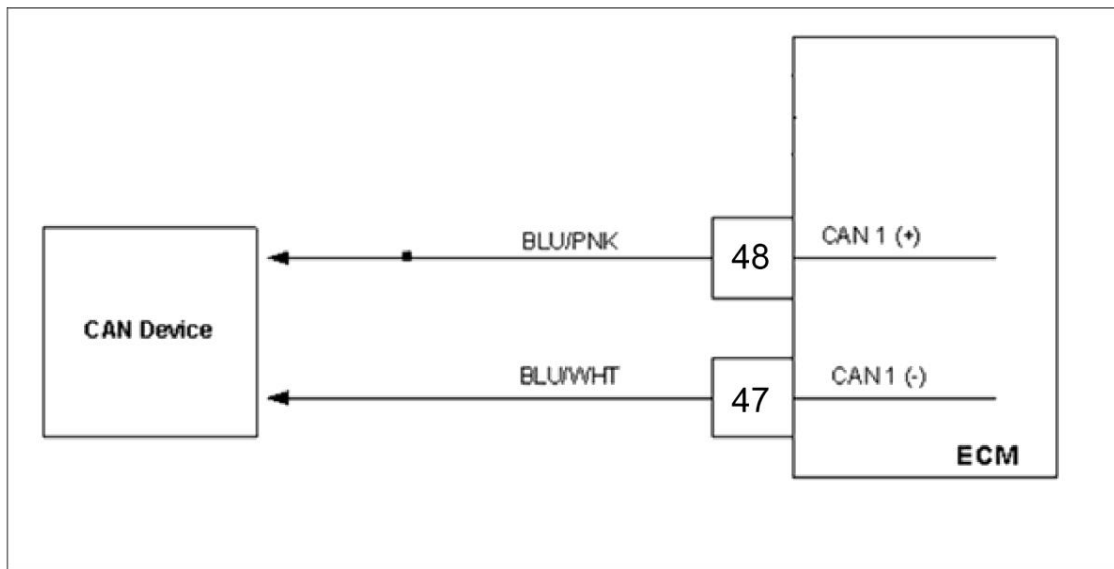 BLU/PNK
48
CAN 1 (+)
CAN Device
BLU/WHT
47
CAN 1 (-)
ECM